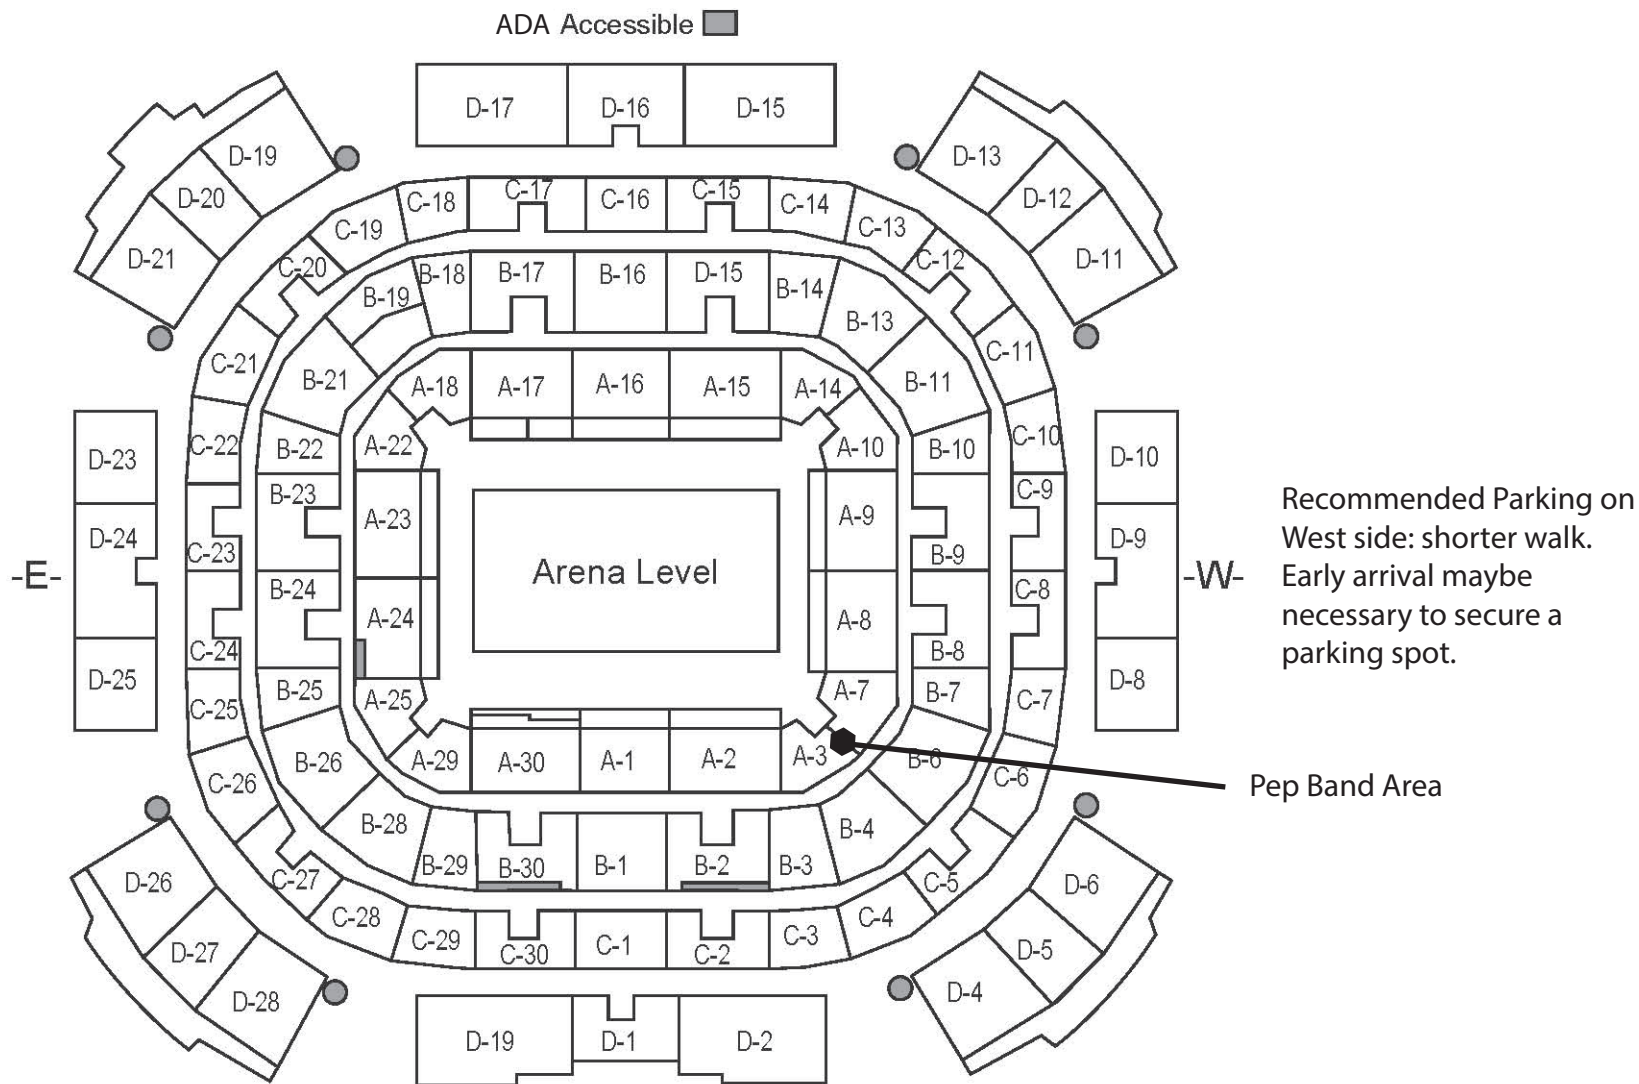 ADA Accessible
D-17 D-16 D-15
D-19 D-13
D-20 D-12
D-21 D-11
C-18 C-17 C-16 C-15 C-14
C-19 C-13
C-20 C-12
B-18 B-17 B-16 D-15 B-14
B-19 B-13
C-21 C-11
B-21 B-11
A-18 A-17 A-16 A-15 A-14
C-22 B-22 A-22 A-10 B-10 C-10
D-23 D-10
B-23 C-9
A-23 A-9
D-24 D-9
C-23 B-9
-E- Arena Level -W-
B-24 C-8
A-24 A-8
C-24 B-8
D-25 D-8
B-25 A-25 A-7 B-7
C-25 C-7
Recommended Parking on
West side: shorter walk.
Early arrival maybe
necessary to secure a
parking spot.
B-26 A-29 A-30 A-1 A-2 A-3 B-6
C-26 C-6
Pep Band Area
B-28 B-4
B-29 B-30 B-1 B-2 B-3
C-27 C-5
D-26 D-6
C-28 C-4
C-29 C-30 C-1 C-2 C-3
D-27 D-5
D-28 D-4
D-19 D-1 D-2